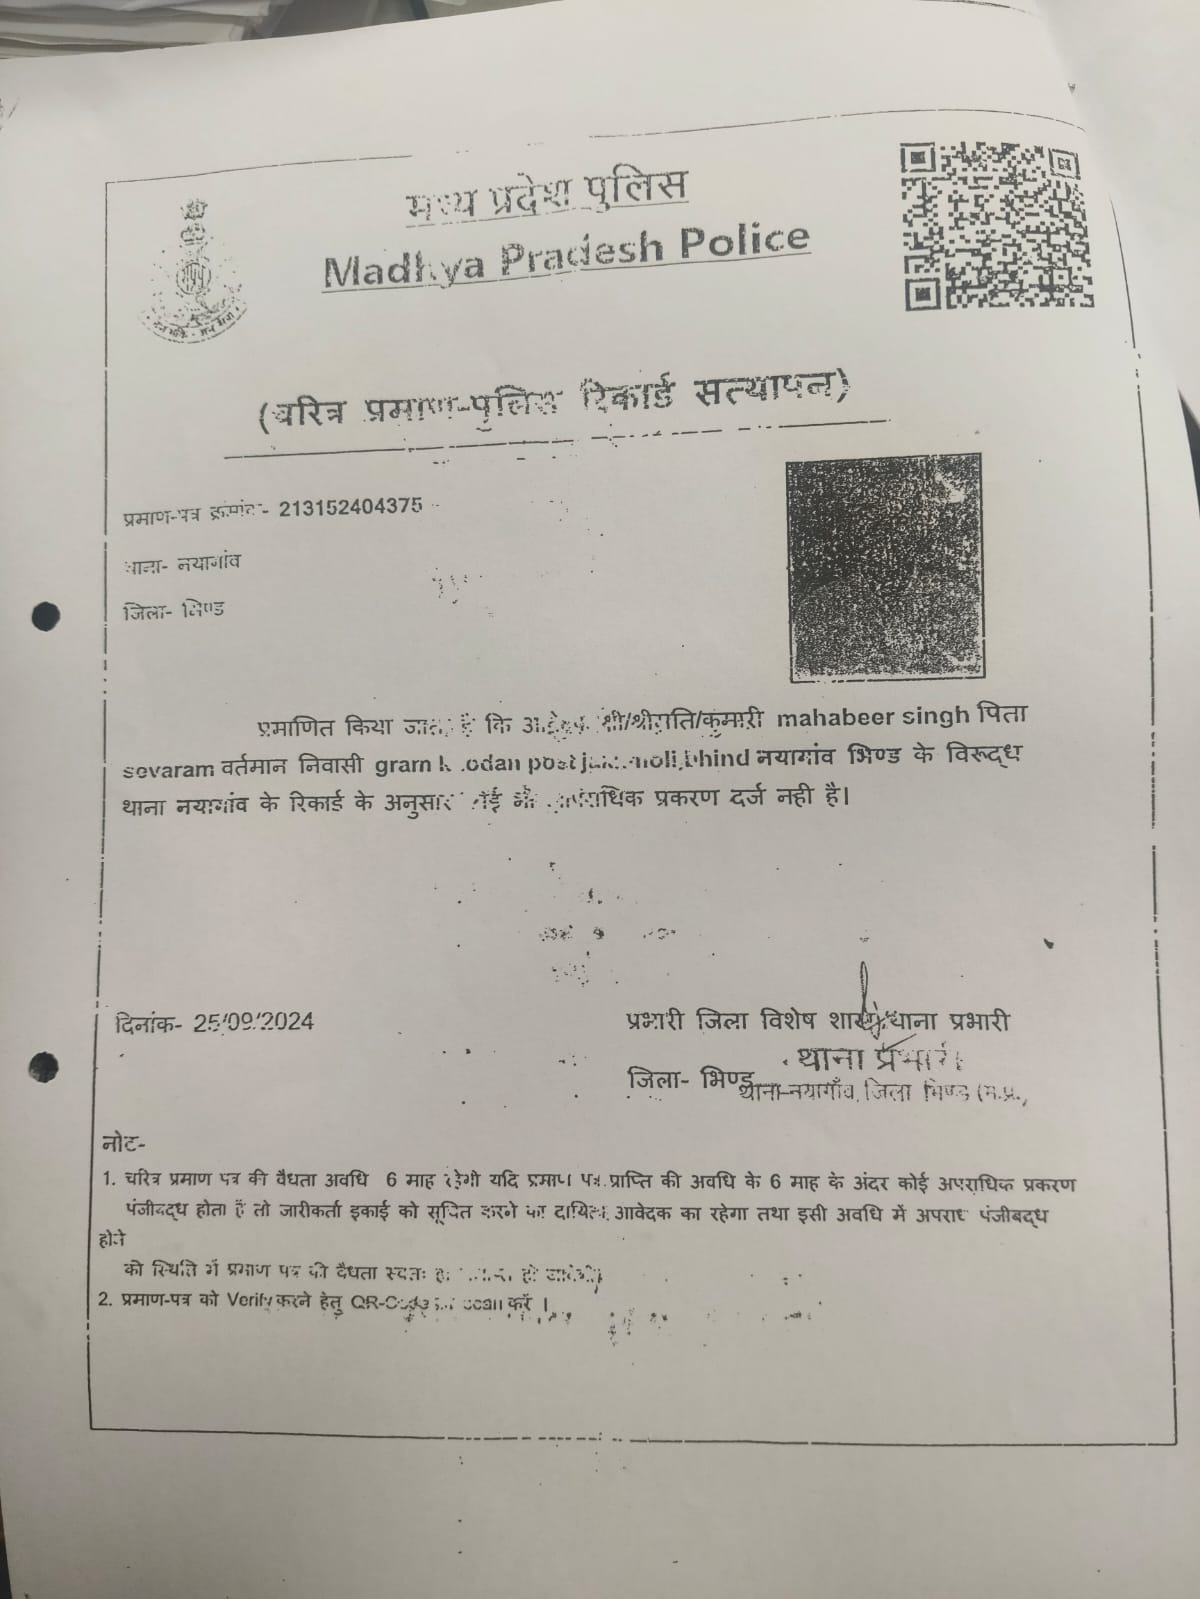 मध्य प्रदेश पुलिस
Madhya Pradesh Police
(चरित्र प्रमाण-पुलिस रिकार्ड सत्यापन)
प्रमाण-पत्र क्रमांक- 213152404375
थाना- नयागांव
जिला- भिण्ड
प्रमाणित किया जाता है कि आवेदक श्री/श्रीमति/कुमारी mahabeer singh पिता
sevaram वर्तमान निवासी gram post bhind नयागांव भिण्ड के विरूद्ध
थाना नयागांव के रिकार्ड के अनुसार कोई भी आपराधिक प्रकरण दर्ज नही है।
दिनांक- 25/09/2024
प्रभारी जिला विशेष शाखा/थाना प्रभारी
थाना प्रभारी
जिला- भिण्ड
थाना-नयागाँव, जिला भिण्ड (म.प्र.)
नोट-
1. चरित्र प्रमाण पत्र की वैधता अवधि 6 माह रहेगी यदि प्रमाण पत्र प्राप्ति की अवधि के 6 माह के अंदर कोई अपराधिक प्रकरण
पंजीबद्ध होता है तो जारीकर्ता इकाई को सूचित करने का दायित्व आवेदक का रहेगा तथा इसी अवधि में अपराध पंजीबद्ध
होने
की स्थिति में प्रमाण पत्र की वैधता स्वतः हो जावेगी
2. प्रमाण-पत्र को Verify करने हेतु QR-Code scan करें ।